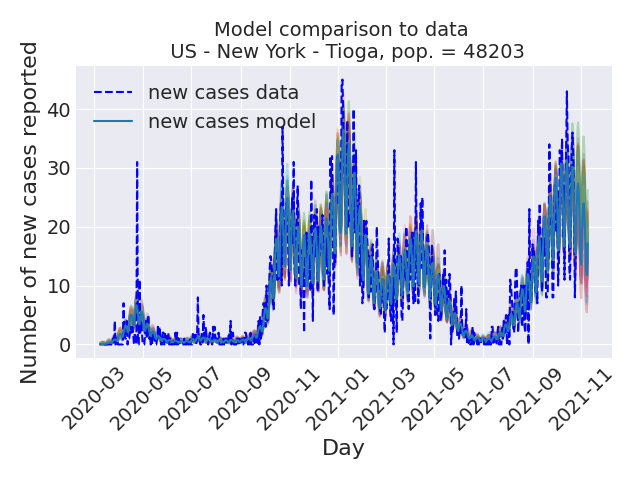 Model comparison to data
US - New York - Tioga, pop. = 48203
new cases data
new cases model
Number of new cases reported
40
30
20
10
0
2020-03
2020-05
2020-07
2020-09
2020-11
2021-01
2021-03
2021-05
2021-07
2021-09
2021-11
Day